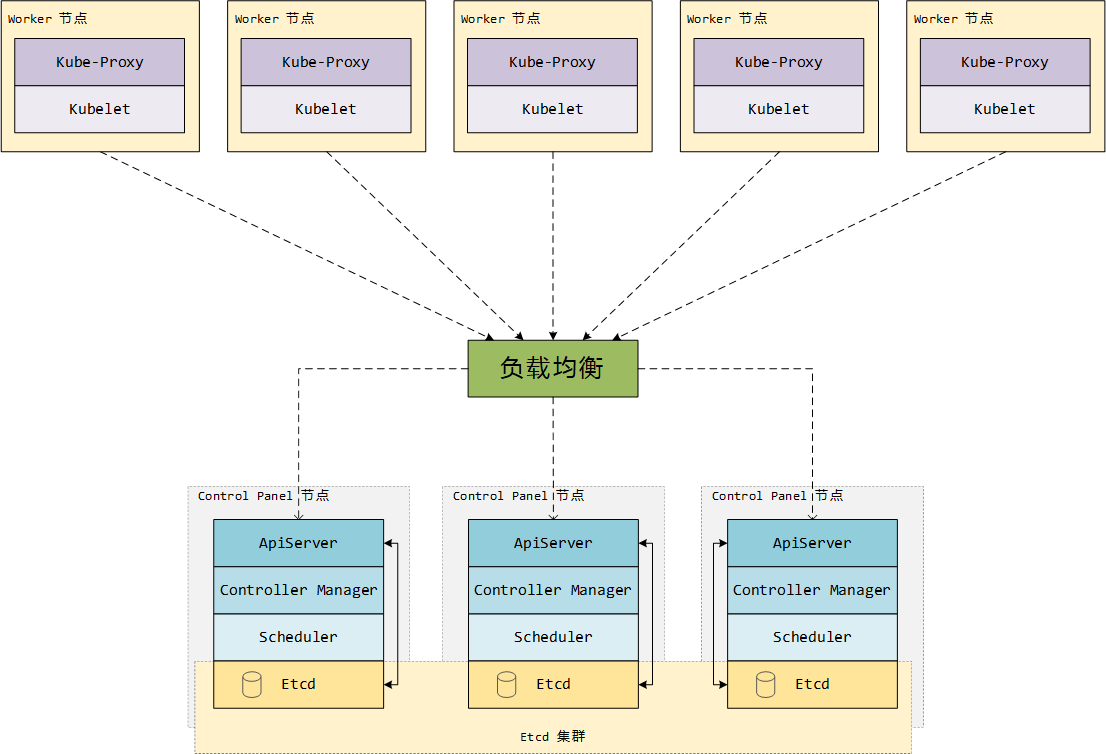 Worker 节点
Worker 节点
Worker 节点
Worker 节点
Worker 节点
Kube-Proxy
Kube-Proxy
Kube-Proxy
Kube-Proxy
Kube-Proxy
Kubelet
Kubelet
Kubelet
Kubelet
Kubelet
负载均衡
Control Panel 节点
Control Panel 节点
Control Panel 节点
ApiServer
ApiServer
ApiServer
Controller Manager
Controller Manager
Controller Manager
Scheduler
Scheduler
Scheduler
Etcd
Etcd
Etcd
Etcd 集群